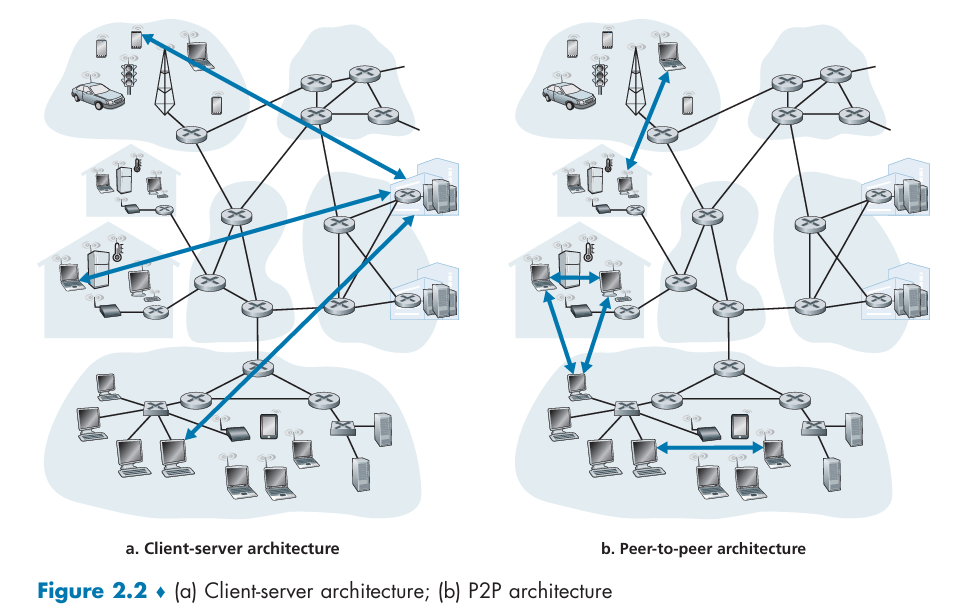 a. Client-server architecture
b. Peer-to-peer architecture
Figure 2.2 ♦ (a) Client-server architecture; (b) P2P architecture